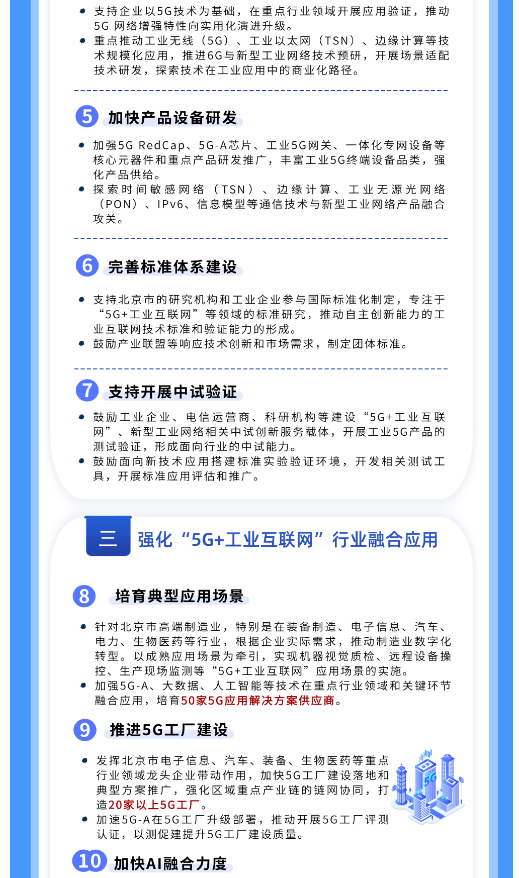 支持企业以5G技术为基础，在重点行业领域开展应用验证，推动
5G 网络增强特性向实用化演进升级。
重点推动工业无线（5G）、工业以太网（TSN）、边缘计算等技
术规模化应用，推进6G与新型工业网络技术预研，开展场景适配
技术研发，探索技术在工业应用中的商业化路径。
5 加快产品设备研发
加强5G RedCap、5G-A芯片、工业5G网关、一体化专网设备等
核心元器件和重点产品研发推广，丰富工业5G终端设备品类，强
化产品供给。
探索时间敏感网络（TSN）、边缘计算、工业无源光网络
（PON）、IPv6、信息模型等通信技术与新型工业网络产品融合
攻关。
6 完善标准体系建设
支持北京市的研究机构和工业企业参与国际标准化制定，专注于
“5G+工业互联网”等领域的标准研究，推动自主创新能力的工
业互联网技术标准和验证能力的形成。
鼓励产业联盟等响应技术创新和市场需求，制定团体标准。
7 支持开展中试验证
鼓励工业企业、电信运营商、科研机构等建设“5G+工业互联
网”、新型工业网络相关中试创新服务载体，开展工业5G产品的
测试验证，形成面向行业的中试能力。
鼓励面向新技术应用搭建标准实验验证环境，开发相关测试工
具，开展标准应用评估和推广。
三 强化“5G+工业互联网”行业融合应用
8 培育典型应用场景
针对北京市高端制造业，特别是在装备制造、电子信息、汽车、
电力、生物医药等行业，根据企业实际需求，推动制造业数字化
转型。以成熟应用场景为牵引，实现机器视觉质检、远程设备操
控、生产现场监测等“5G+工业互联网”应用场景的实施。
加强5G-A、大数据、人工智能等技术在重点行业领域和关键环节
融合应用，培育50家5G应用解决方案供应商。
9 推进5G工厂建设
发挥北京市电子信息、汽车、装备、生物医药等重点
行业领域龙头企业带动作用，加快5G工厂建设落地和
典型方案推广，强化区域重点产业链的链网协同，打
造20家以上5G工厂。
5G
加速5G-A在5G工厂升级部署，推动开展5G工厂评测
认证，以测促建提升5G工厂建设质量。
10 加快AI融合力度